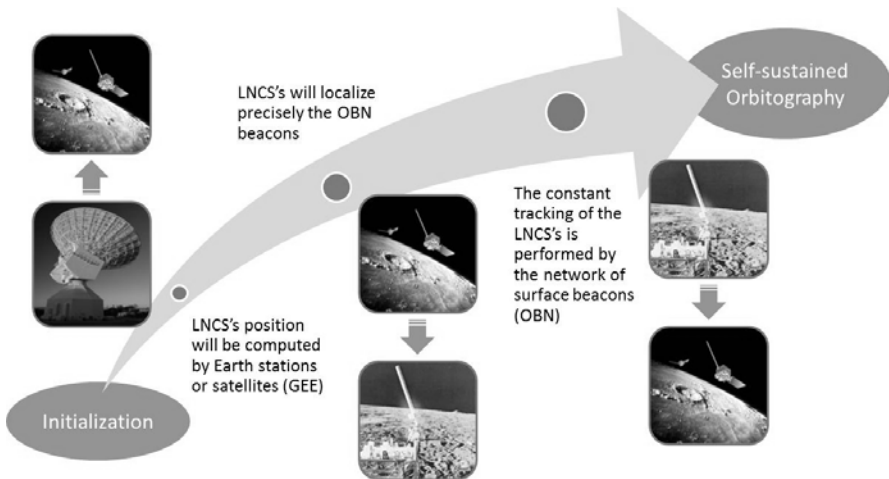 Self-sustained
Orbitography
LNCS's will localize
precisely the OBN
beacons
The constant
tracking of the
LNCS's is
performed by
the network of
surface beacons
(OBN)
LNCS's position
will be computed
by Earth stations
or satellites (GEE)
Initialization